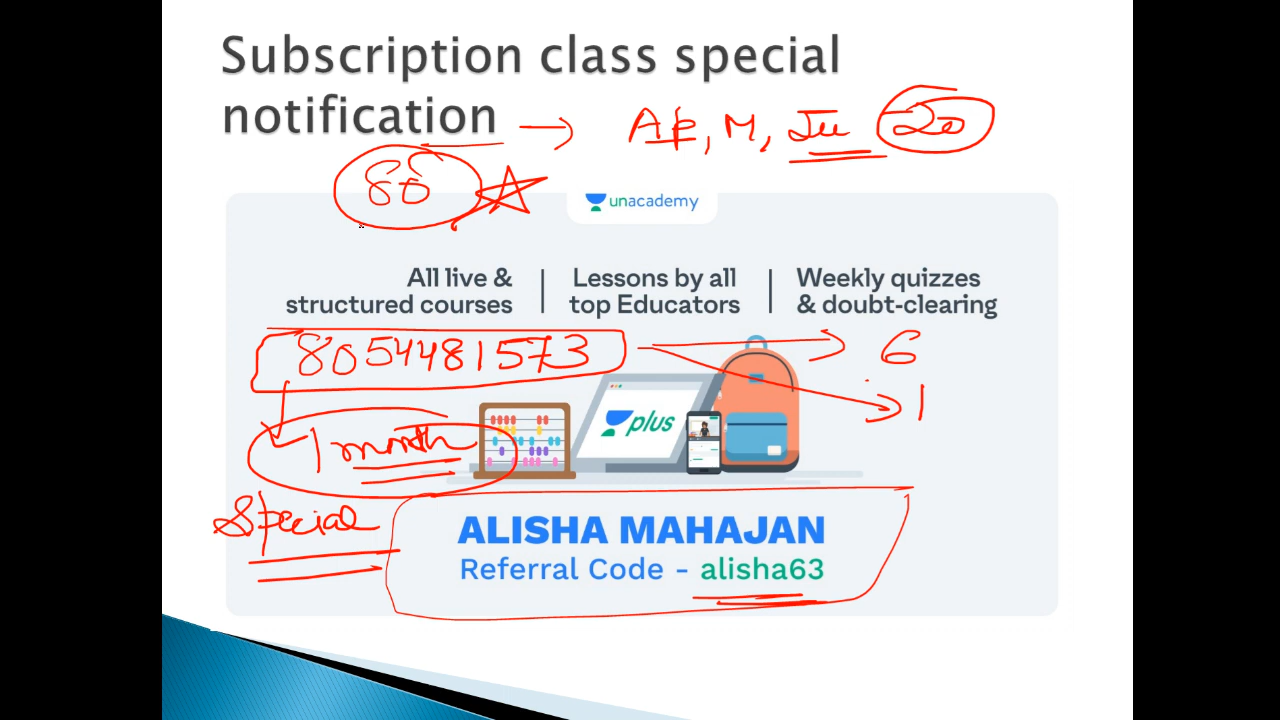 Subscription class special
notification → Ap, M, Ju 20
80
unacademy
All live & structured courses
Lessons by all top Educators
Weekly quizzes & doubt-clearing
8054481573
6
1
1 month
plus
Special
ALISHA MAHAJAN
Referral Code - alisha63